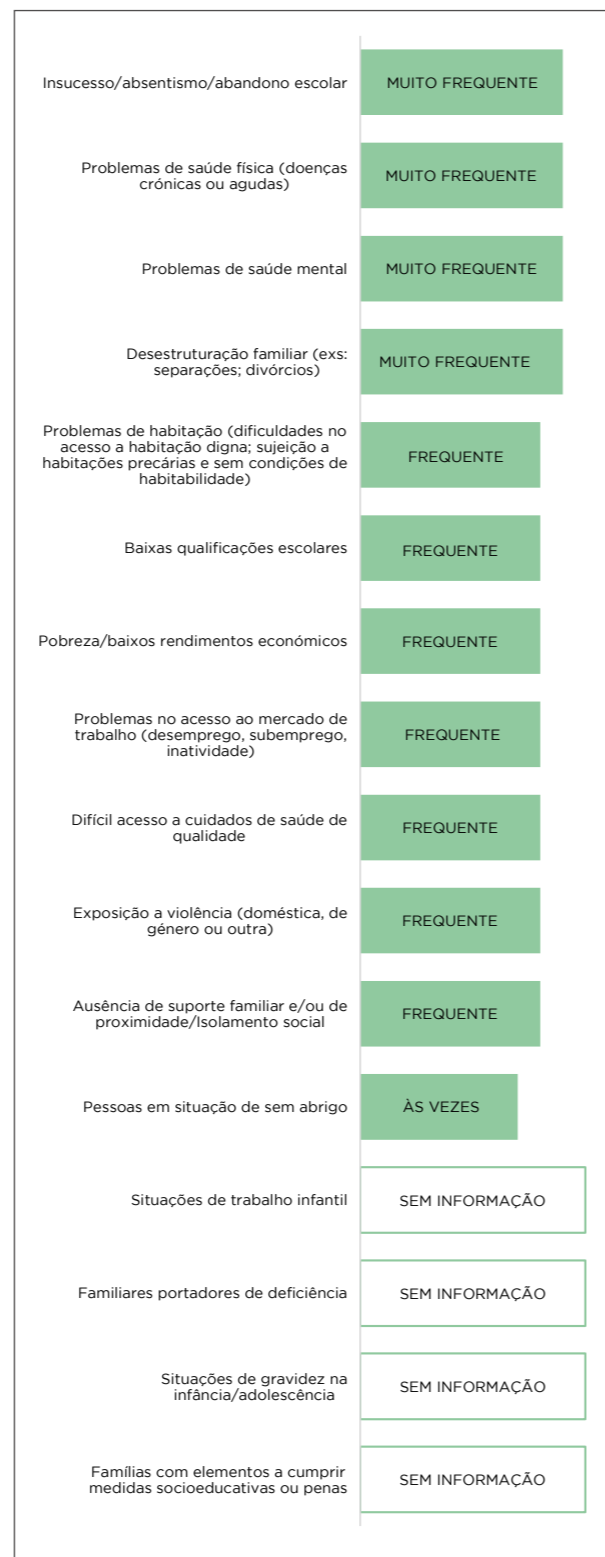 Insucesso/absentismo/abandono escolar
MUITO FREQUENTE
Problemas de saúde física (doenças
crónicas ou agudas)
MUITO FREQUENTE
Problemas de saúde mental
MUITO FREQUENTE
Desestruturação familiar (exs:
separações; divórcios)
MUITO FREQUENTE
Problemas de habitação (dificuldades no
acesso a habitação digna; sujeição a
habitações precárias e sem condições de
habitabilidade)
FREQUENTE
Baixas qualificações escolares
FREQUENTE
Pobreza/baixos rendimentos económicos
FREQUENTE
Problemas no acesso ao mercado de
trabalho (desemprego, subemprego,
inatividade)
FREQUENTE
Difícil acesso a cuidados de saúde de
qualidade
FREQUENTE
Exposição a violência (doméstica, de
género ou outra)
FREQUENTE
Ausência de suporte familiar e/ou de
proximidade/Isolamento social
FREQUENTE
Pessoas em situação de sem abrigo
ÀS VEZES
Situações de trabalho infantil
SEM INFORMAÇÃO
Familiares portadores de deficiência
SEM INFORMAÇÃO
Situações de gravidez na
infância/adolescência
SEM INFORMAÇÃO
Famílias com elementos a cumprir
medidas socioeducativas ou penas
SEM INFORMAÇÃO